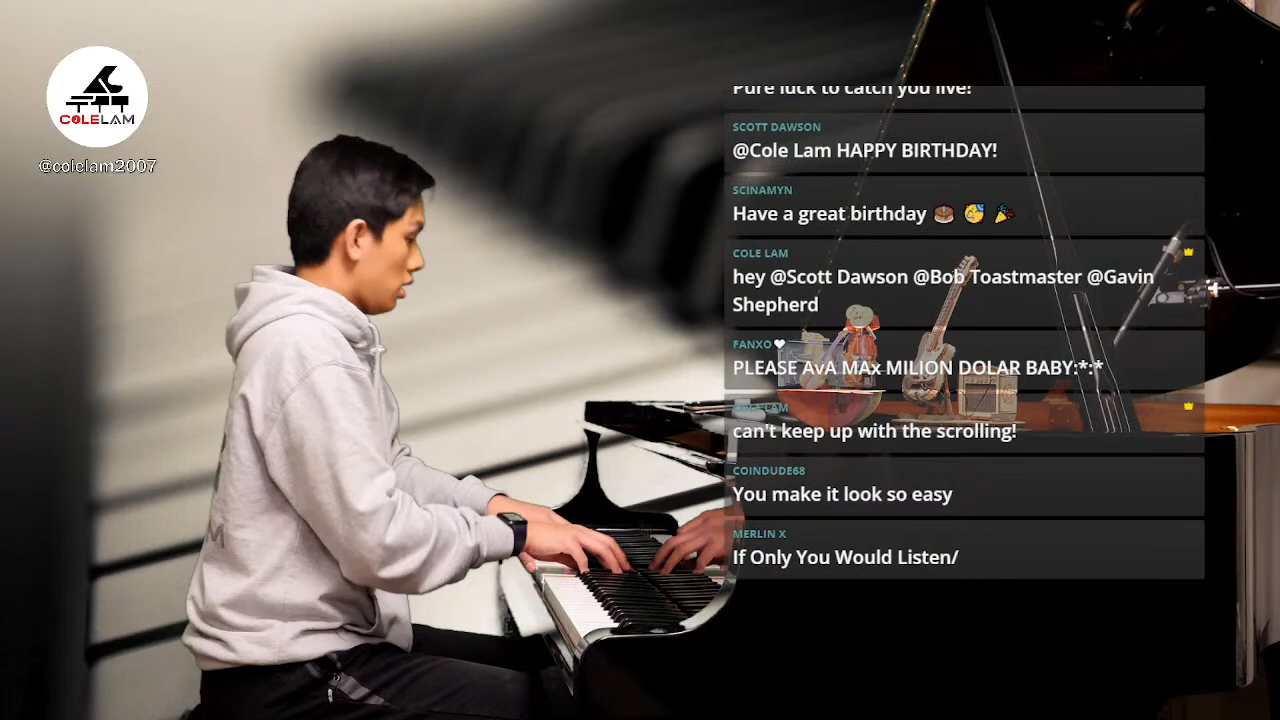 COLELAM
@colelam2007
Pure luck to catch you live!
SCOTT DAWSON
@Cole Lam HAPPY BIRTHDAY!
SCINAMYN
Have a great birthday 🎂 🥳 🎉
COLE LAM
hey @Scott Dawson @Bob Toastmaster @Gavin
Shepherd
FANXO🤍
PLEASE AvA MAx MILION DOLAR BABY:*:*
COLE LAM
can't keep up with the scrolling!
COINDUDE68
You make it look so easy
MERLIN X
If Only You Would Listen/